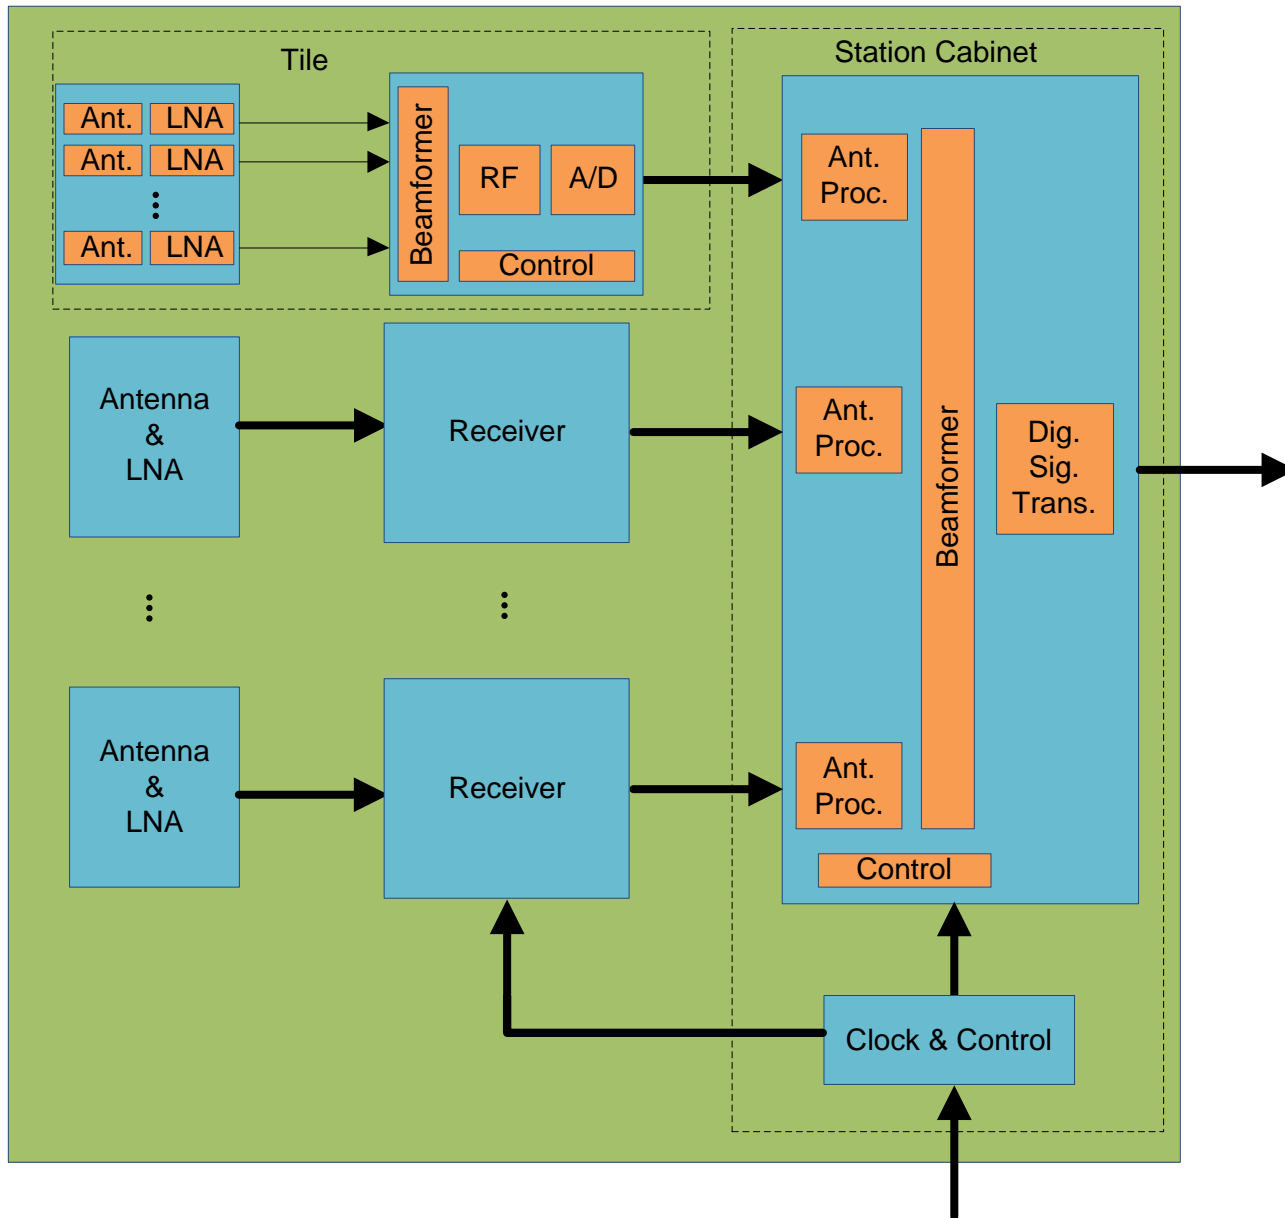 Tile
Station Cabinet
Ant. LNA
Ant. LNA
Ant. LNA
Beamformer
RF
A/D
Control
Ant.
Proc.
Antenna
&
LNA
Receiver
Ant.
Proc.
Beamformer
Dig.
Sig.
Trans.
Antenna
&
LNA
Receiver
Ant.
Proc.
Control
Clock & Control